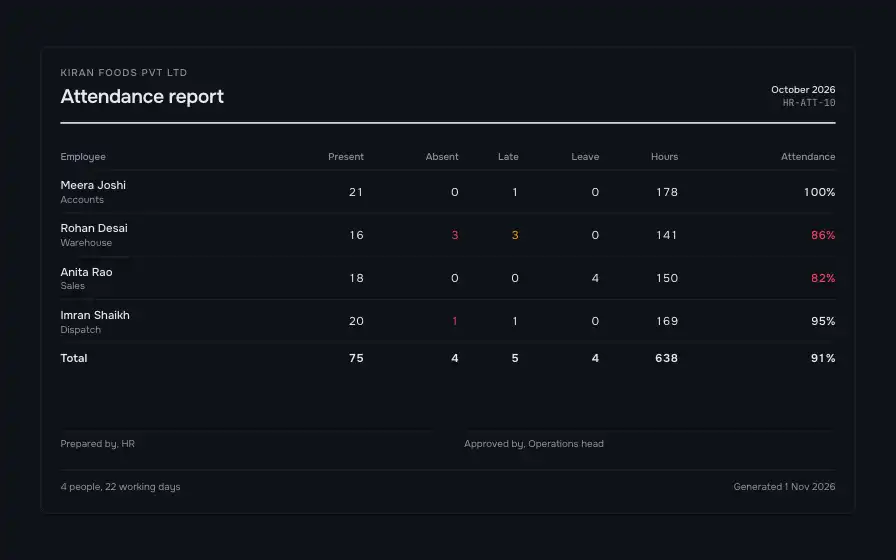 KIRAN FOODS PVT LTD
Attendance report
October 2026
HR-ATT-10
Employee Present Absent Late Leave Hours Attendance
Meera Joshi 21 0 1 0 178 100%
Accounts
Rohan Desai 16 3 3 0 141 86%
Warehouse
Anita Rao 18 0 0 4 150 82%
Sales
Imran Shaikh 20 1 1 0 169 95%
Dispatch
Total 75 4 5 4 638 91%
Prepared by, HR Approved by, Operations head
4 people, 22 working days Generated 1 Nov 2026